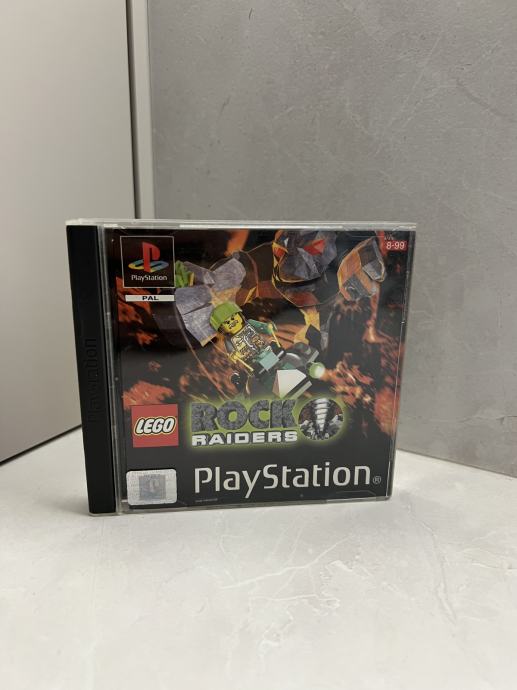 PlayStation
PlayStation
PAL
8-99
LEGO
ROCK
RAIDERS
PlayStation®